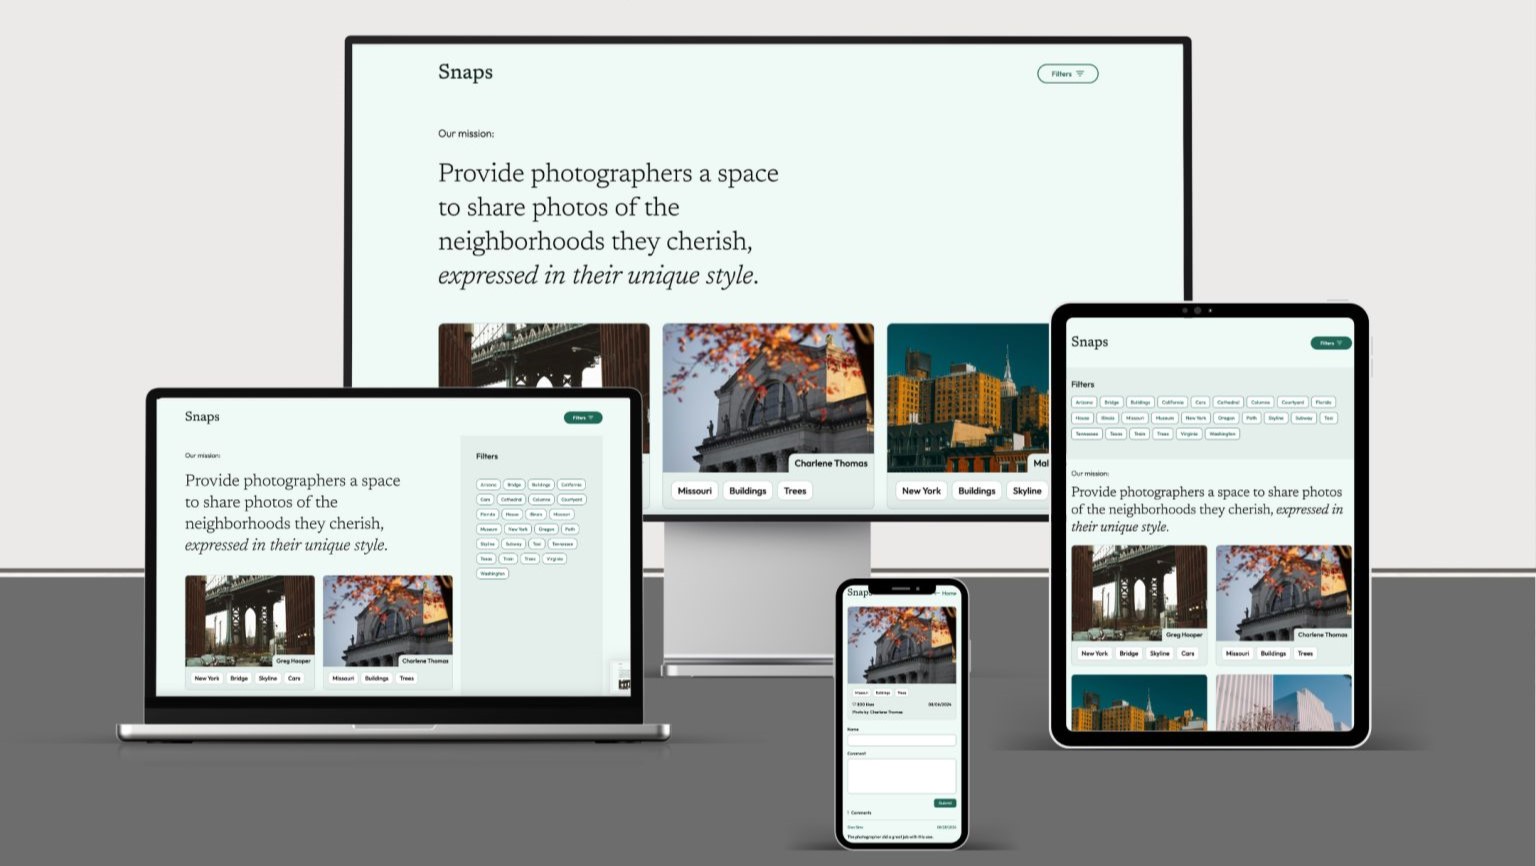 Snaps
Filters
Our mission:
Provide photographers a space
to share photos of the
neighborhoods they cherish,
expressed in their unique style.
Charlene Thomas
Mal
Missouri Buildings Trees
New York Buildings Skyline
Snaps
Filters
Our mission:
Provide photographers a space
to share photos of the
neighborhoods they cherish,
expressed in their unique style.
Filters
Arizona Bridge Buildings California
Cars Cathedral Columns Courtyard
Florida House Illinois Missouri
Museum New York Oregon Path
Skyline Subway Taxi Tennessee
Texas Train Trees Virginia
Washington
Greg Hooper
Charlene Thomas
New York Bridge Skyline Cars
Missouri Buildings Trees
Snaps
Home
Missouri Buildings Trees
Photo by Charlene Thomas
Name
Comment
Submit
Comments
The photographer did a great job with this one.
Snaps
Filters
Filters
Arizona Bridge Buildings California Cars Cathedral Columns Courtyard Florida
House Illinois Missouri Museum New York Oregon Path Skyline Subway Taxi
Tennessee Texas Train Trees Virginia Washington
Our mission:
Provide photographers a space to share photos
of the neighborhoods they cherish, expressed in
their unique style.
Greg Hooper
Charlene Thomas
New York Bridge Skyline Cars
Missouri Buildings Trees